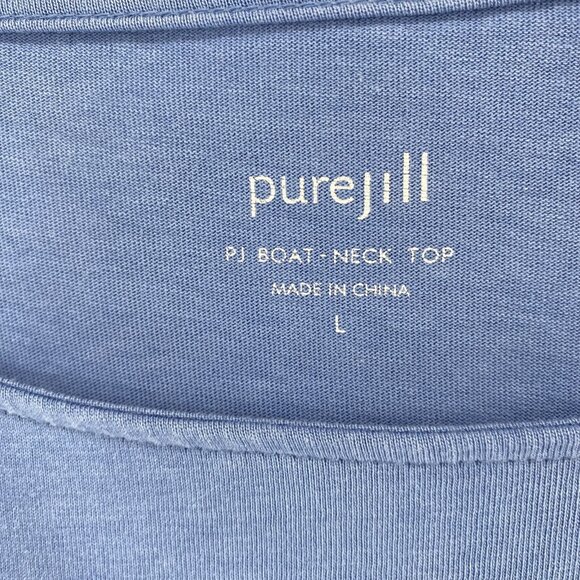 purejill
PJ BOAT - NECK TOP
MADE IN CHINA
L